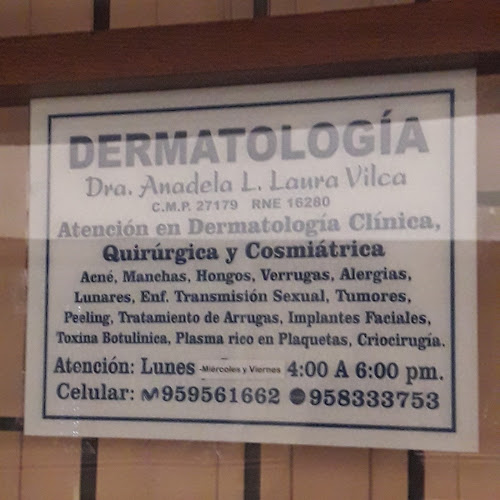 DERMATOLOGÍA
Dra. Anadela L. Laura Vilca
C.M.P. 27179 RNE 16280
Atención en Dermatología Clínica,
Quirúrgica y Cosmiátrica
Acné, Manchas, Hongos, Verrugas, Alergias,
Lunares, Enf. Transmisión Sexual, Tumores,
Peeling, Tratamiento de Arrugas, Implantes Faciales,
Toxina Botulinica, Plasma rico en Plaquetas, Criocirugía.
Atención: Lunes -Miércoles y Viernes 4:00 A 6:00 pm.
Celular: 959561662 958333753